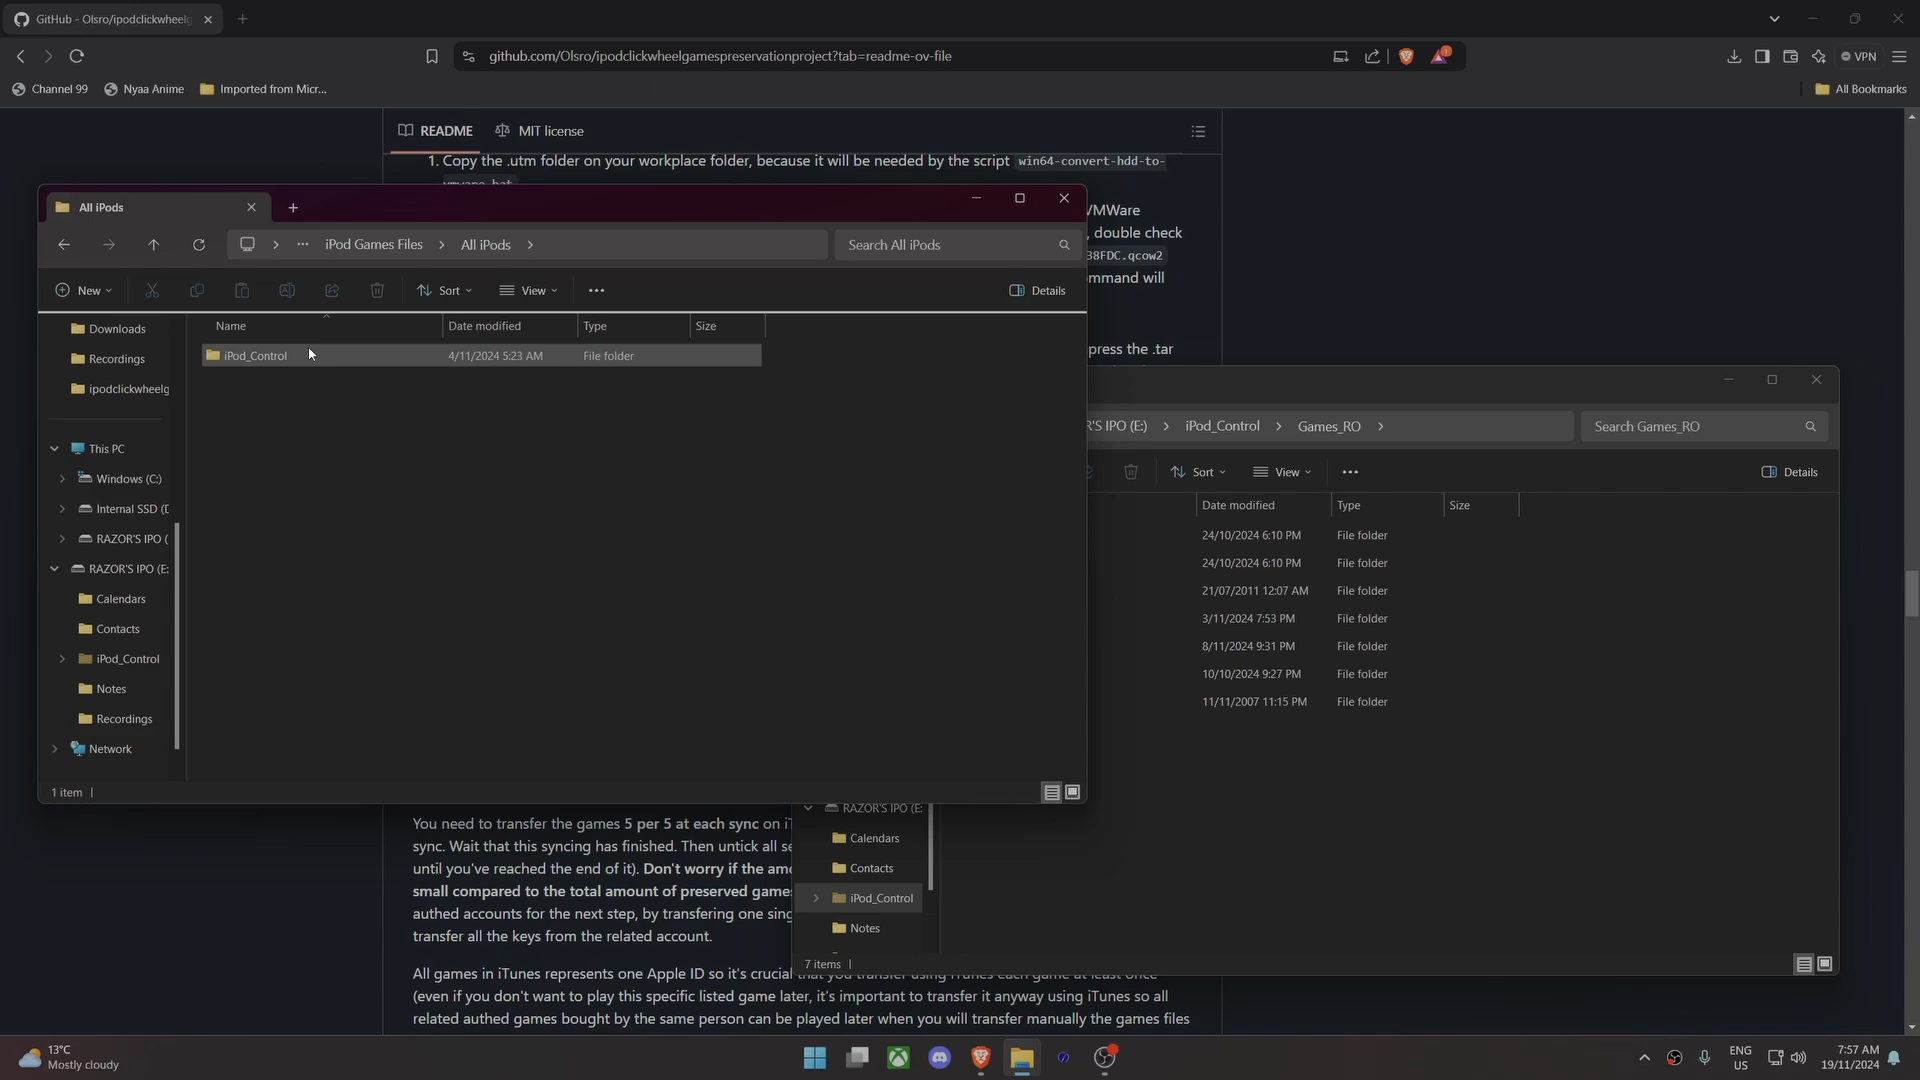 GitHub - Olsro/ipodclickwheelg
github.com/Olsro/ipodclickwheelgamespreservationproject?tab=readme-ov-file
1
VPN
Channel 99
Nyaa Anime
Imported from Micr...
All Bookmarks
README
MIT license
1. Copy the .utm folder on your workplace folder, because it will be needed by the script win64-convert-hdd-to-
All iPods
VMWare
, double check
38FDC.qcow2
mmand will
press the .tar
... iPod Games Files > All iPods >
Search All iPods
New
Sort
View
...
Details
Name
Date modified
Type
Size
iPod_Control
4/11/2024 5:23 AM
File folder
Downloads
Recordings
ipodclickwheelg
This PC
Windows (C:)
Internal SSD (D
RAZOR'S IPO (
RAZOR'S IPO (E:
Calendars
Contacts
iPod_Control
Notes
Recordings
Network
1 item
R'S IPO (E:) > iPod_Control > Games_RO >
Search Games_RO
Sort
View
...
Details
Date modified
Type
Size
24/10/2024 6:10 PM
File folder
24/10/2024 6:10 PM
File folder
21/07/2011 12:07 AM
File folder
3/11/2024 7:53 PM
File folder
8/11/2024 9:31 PM
File folder
10/10/2024 9:27 PM
File folder
11/11/2007 11:15 PM
File folder
RAZOR'S IPO (E:
Calendars
Contacts
iPod_Control
Notes
7 items
You need to transfer the games 5 per 5 at each sync on iT
sync. Wait that this syncing has finished. Then untick all se
until you've reached the end of it). Don't worry if the amo
small compared to the total amount of preserved games
authed accounts for the next step, by transfering one sing
transfer all the keys from the related account.
All games in iTunes represents one Apple ID so it's crucial that you transfer using iTunes each game at least once
(even if you don't want to play this specific listed game later, it's important to transfer it anyway using iTunes so all
related authed games bought by the same person can be played later when you will transfer manually the games files
13°C
Mostly cloudy
ENG
US
7:57 AM
19/11/2024